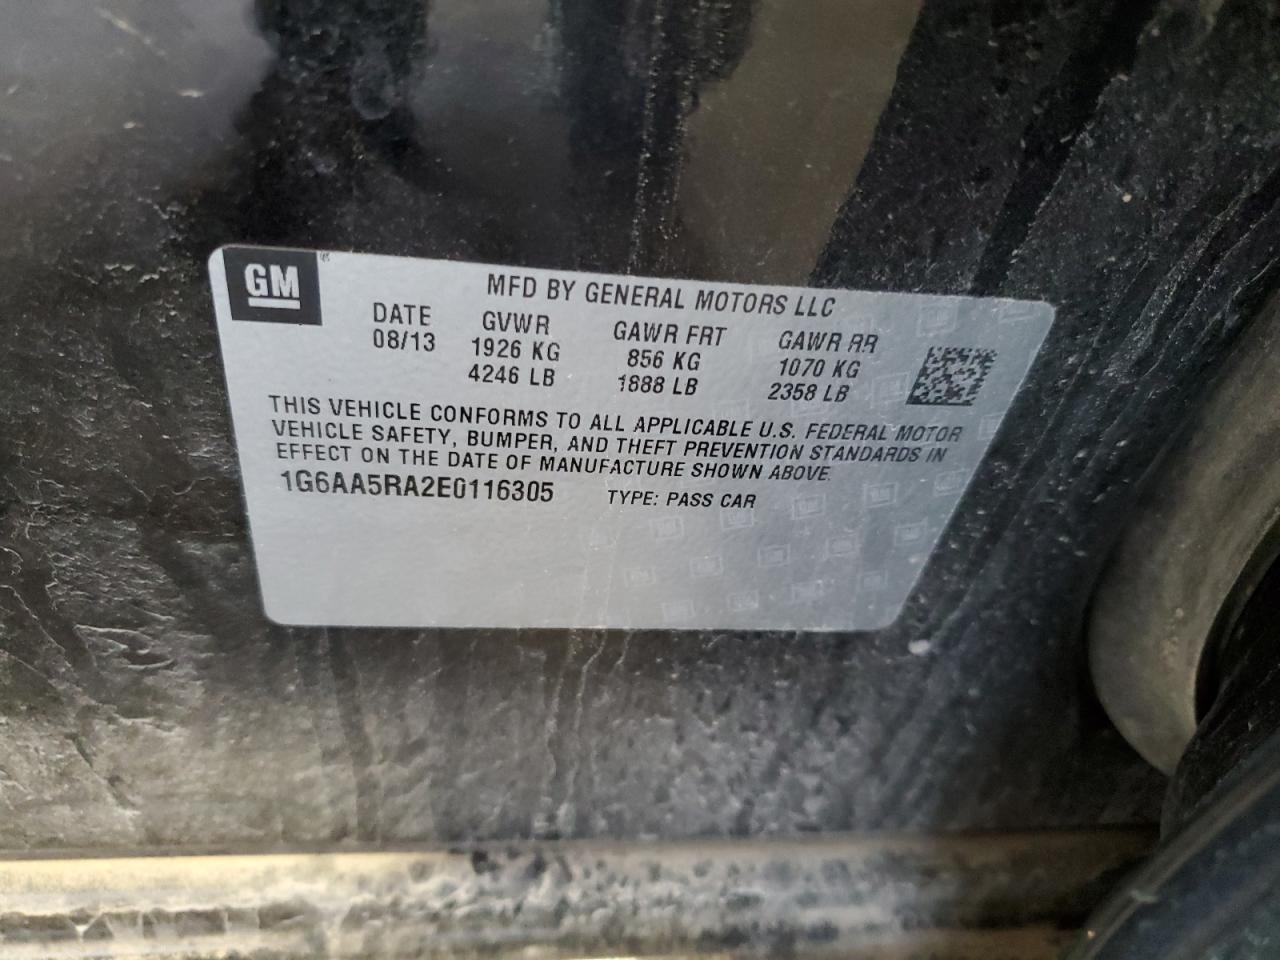 GM
MFD BY GENERAL MOTORS LLC
DATE GVWR GAWR FRT GAWR RR
08/13 1926 KG 856 KG 1070 KG
4246 LB 1888 LB 2358 LB
THIS VEHICLE CONFORMS TO ALL APPLICABLE U.S. FEDERAL MOTOR
VEHICLE SAFETY, BUMPER, AND THEFT PREVENTION STANDARDS IN
EFFECT ON THE DATE OF MANUFACTURE SHOWN ABOVE.
1G6AA5RA2E0116305 TYPE: PASS CAR